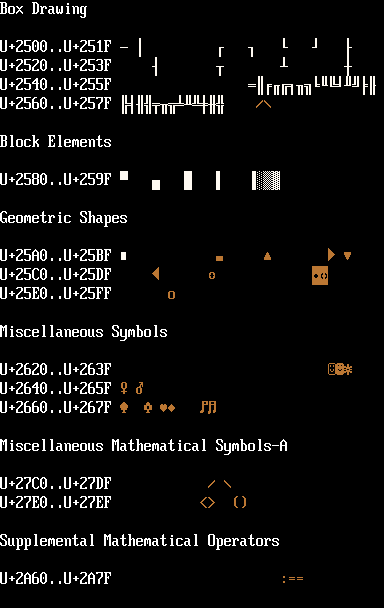 Box Drawing
U+2500..U+251F ─ │ ┌ ┐ └ ┘ ├
U+2520..U+253F ┤ ┬ ┴ ┼
U+2540..U+255F ═║╒╓╔╕╖╗╘╙╚╛╜╝╞╟
U+2560..U+257F ╠╡╢╣╤╥╦╧╨╩╪╫╬ ╱╲
Block Elements
U+2580..U+259F ▀ ▄ █ ▌ ▐░▒▓
Geometric Shapes
U+25A0..U+25BF ■ ▬ ▲ ► ▼
U+25C0..U+25DF ◄ ○ ◘◙
U+25E0..U+25FF ◦
Miscellaneous Symbols
U+2620..U+263F ☺☻☼
U+2640..U+265F ♀ ♂
U+2660..U+267F ♠ ♣ ♥♦ ♪♫
Miscellaneous Mathematical Symbols-A
U+27C0..U+27DF ⟋ ⟍
U+27E0..U+27EF ⟨⟩ ⟮⟯
Supplemental Mathematical Operators
U+2A60..U+2A7F ⩴